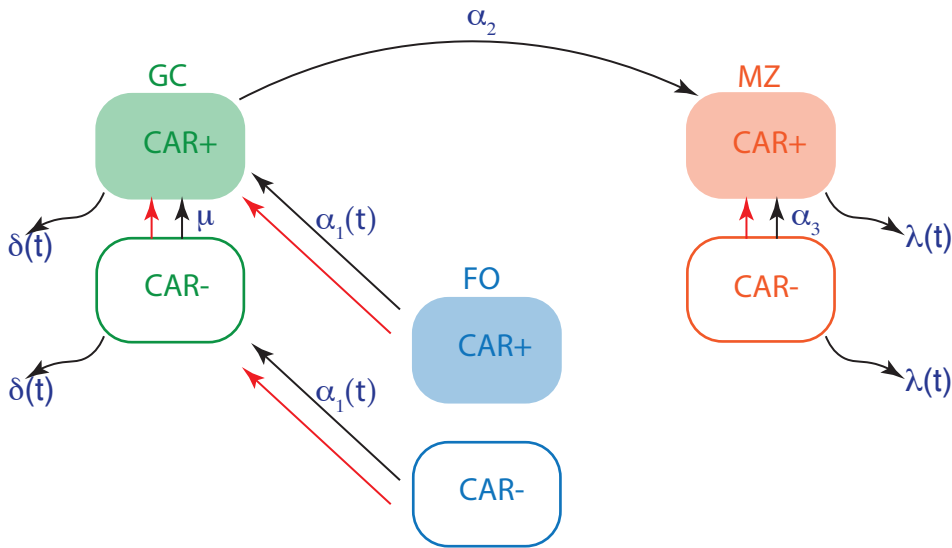 α₂
GC
MZ
CAR+
CAR+
μ
α₁(t)
α₃
δ(t)
λ(t)
CAR-
FO
CAR-
CAR+
δ(t)
α₁(t)
λ(t)
CAR-